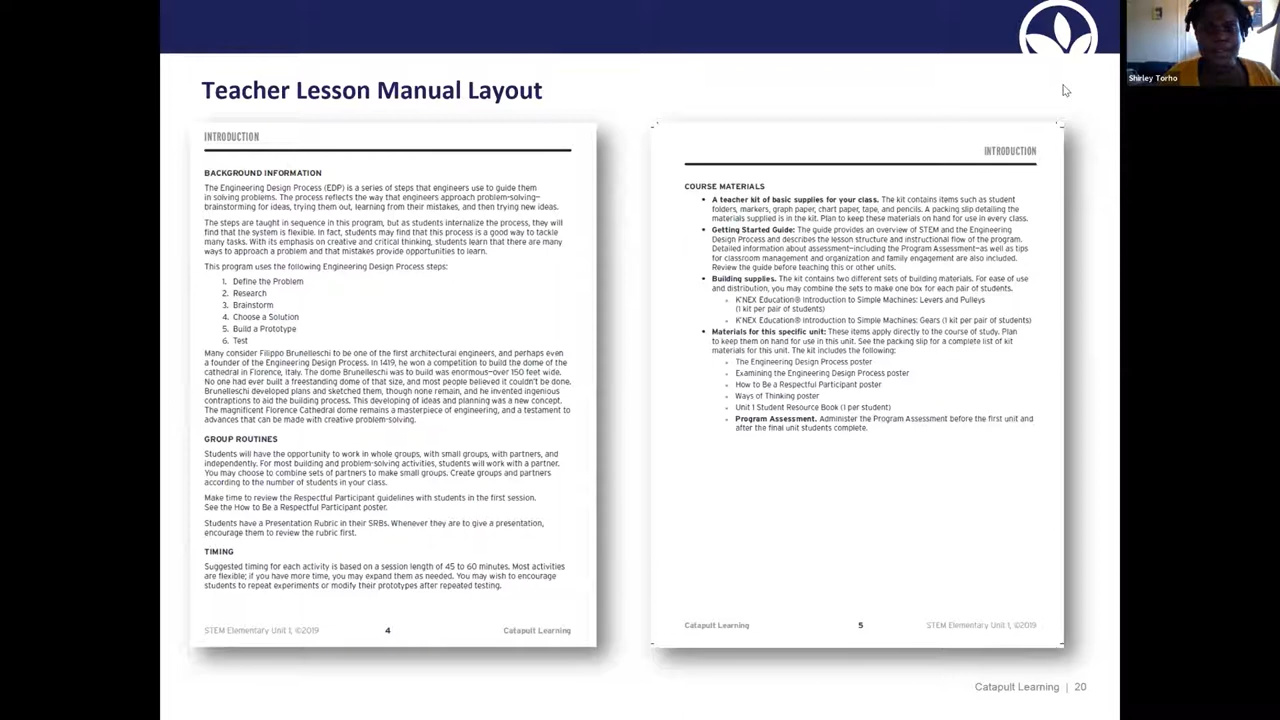 Teacher Lesson Manual Layout
INTRODUCTION
BACKGROUND INFORMATION
The Engineering Design Process (EDP) is a series of steps that engineers use to guide them
in solving problems. The process reflects the way that engineers approach problem-solving—
brainstorming for ideas, trying them out, learning from their mistakes, and trying new ideas.
The steps are taught in sequence in this program, but as students internalize the process, they will
find that the system is flexible. In fact, students may find that this process is a good way to tackle
many tasks. With its emphasis on creative and critical thinking, students learn that there are many
ways to approach a problem and that mistakes provide opportunities to learn.
This program uses the following Engineering Design Process steps:
1. Define the Problem
2. Research
3. Brainstorm
4. Choose a Solution
5. Build a Prototype
6. Test
Many consider Filippo Brunelleschi to be one of the first architectural engineers, and perhaps even
a founder of the Engineering Design Process. In 1419, he won a competition to build the dome of the
cathedral in Florence, Italy. The dome Brunelleschi was to build was enormous—over 150 feet wide.
No one had ever built a freestanding dome of that size, and most people believed it couldn't be done.
Brunelleschi developed plans and sketched them, though none remain, and he invented ingenious
contraptions to aid the building process. This developing of ideas and planning was a new concept.
The magnificent Florence Cathedral dome remains a masterpiece of engineering, and a testament to
advances that can be made with creative problem-solving.
GROUP ROUTINES
Students will have the opportunity to work in whole groups, with small groups, with partners, and
independently. For most building and problem-solving activities, students will work with a partner.
You may choose to combine sets of partners to make small groups. Create groups and partners
according to the number of students in your class.
Make time to review the Respectful Participant guidelines with students in the first session.
See the How to Be a Respectful Participant poster.
Students have a Presentation Rubric in their SRBs. Whenever they are to give a presentation,
encourage them to review the rubric first.
TIMING
Suggested timing for each activity is based on a session length of 45 to 60 minutes. Most activities
are flexible; if you have more time, you may expand them as needed. You may wish to encourage
students to repeat experiments or modify their prototypes after repeated testing.
STEM Elementary Unit 1, ©2019 4 Catapult Learning
INTRODUCTION
COURSE MATERIALS
• A teacher kit of basic supplies for your class. The kit contains items such as student
folders, markers, graph paper, chart paper, tape, and pencils. A packing slip detailing the
materials supplied is in the kit. Plan to keep these materials on hand for use in every class.
• Getting Started Guide: The guide provides an overview of STEM and the Engineering
Design Process and describes the lesson structure and instructional flow of the program.
Detailed information about assessment—including the Program Assessment—as well as tips
for classroom management and organization and family engagement are also included.
Review the guide before teaching this or other units.
• Building supplies. The kit contains two different sets of building materials. For ease of use
and distribution, you may combine the sets to make one box for each pair of students.
• K'NEX Education® Introduction to Simple Machines: Levers and Pulleys
(1 kit per pair of students)
• K'NEX Education® Introduction to Simple Machines: Gears (1 kit per pair of students)
• Materials for this specific unit: These items apply directly to the course of study. Plan
to keep them on hand for use in this unit. See the packing slip for a complete list of kit
materials for this unit. The kit includes the following:
• The Engineering Design Process poster
• Examining the Engineering Design Process poster
• How to Be a Respectful Participant poster
• Ways of Thinking poster
• Unit 1 Student Resource Book (1 per student)
• Program Assessment. Administer the Program Assessment before the first unit and
after the final unit students complete.
Catapult Learning 5 STEM Elementary Unit 1, ©2019
Catapult Learning | 20
Shirley Torho